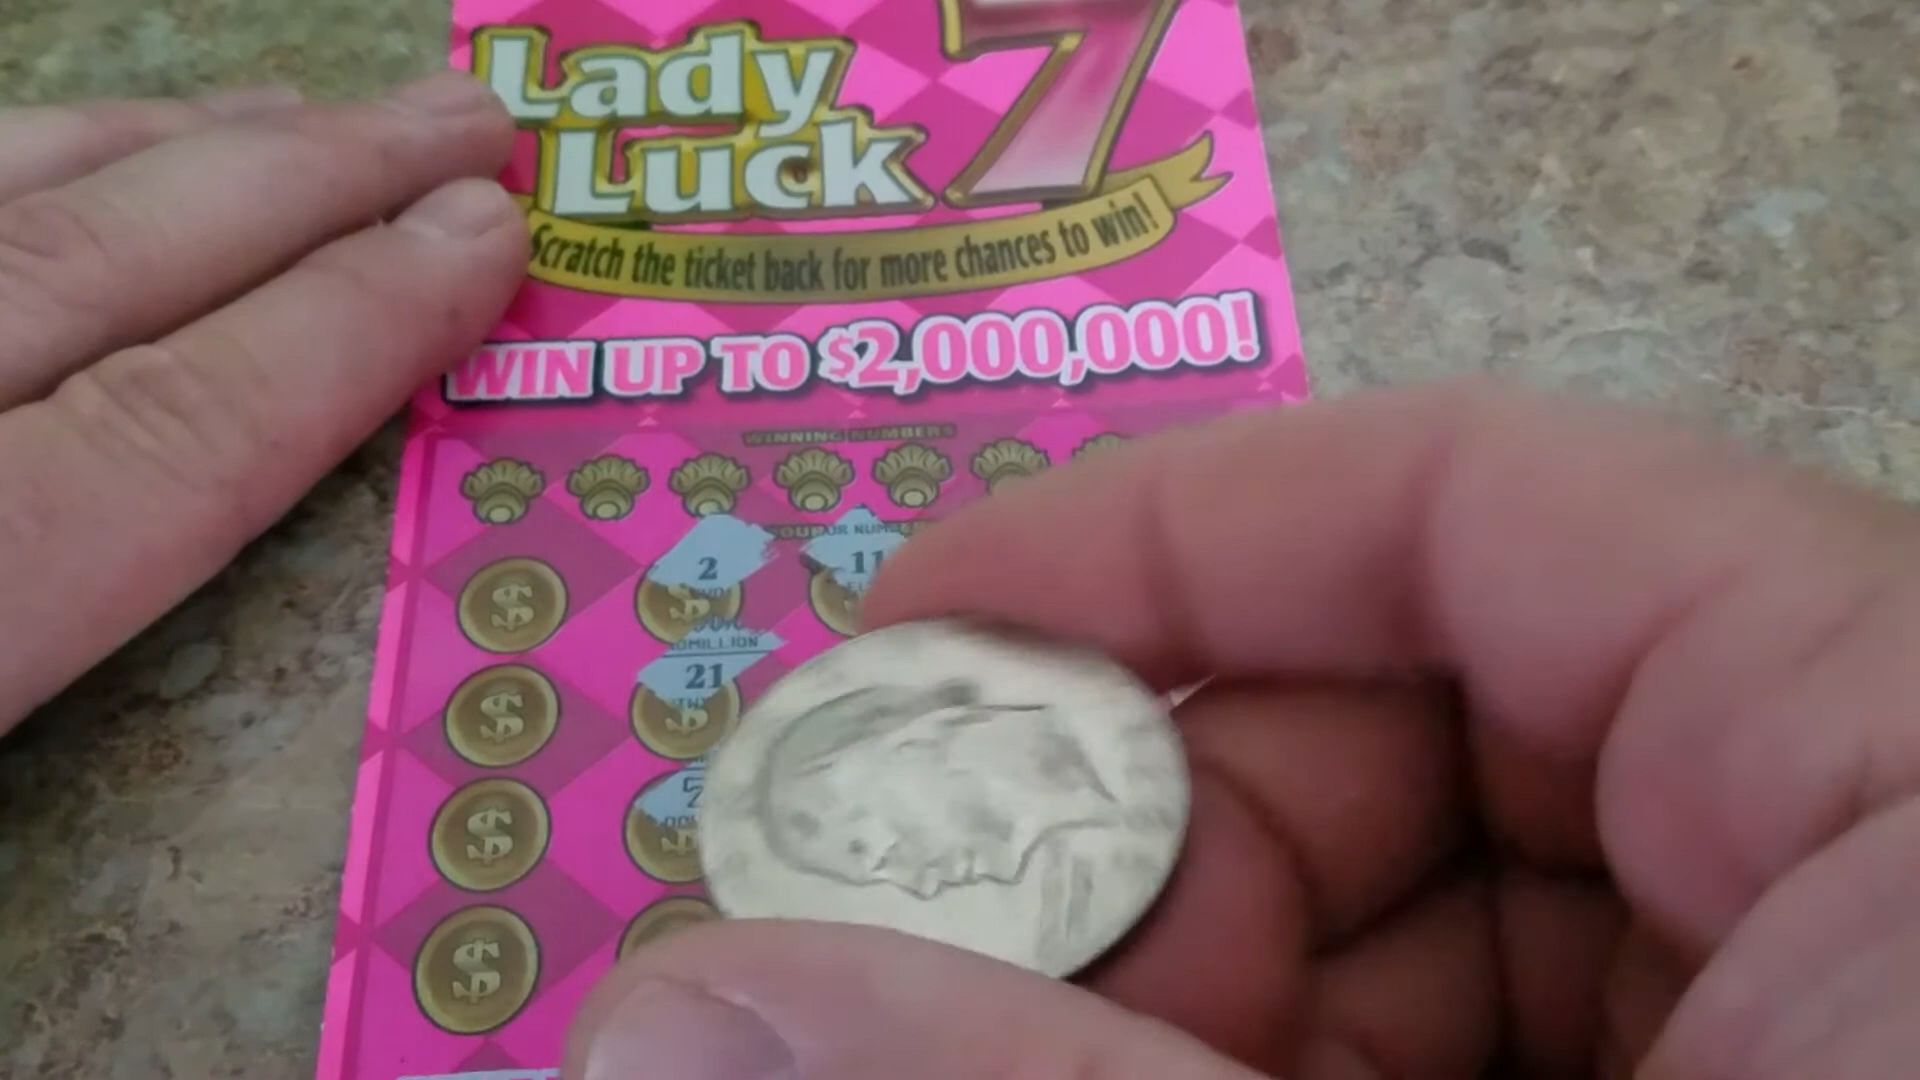 Lady
Luck
7
Scratch the ticket back for more chances to win!
WIN UP TO $2,000,000!
WINNING NUMBERS
2
11
MILLION
21